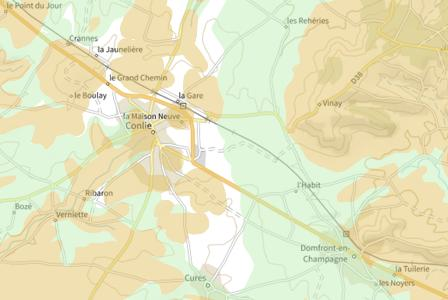 le Point du Jour
les Rehéries
Crannes
la Jaunelière
le Grand Chemin
D38
le Boulay
la Gare
Vinay
la Maison Neuve
Conlie
l'Habit
Ribaron
Bozé
Verniette
Domfront-en-
Champagne
la Tuilerie
Cures
les Noyers